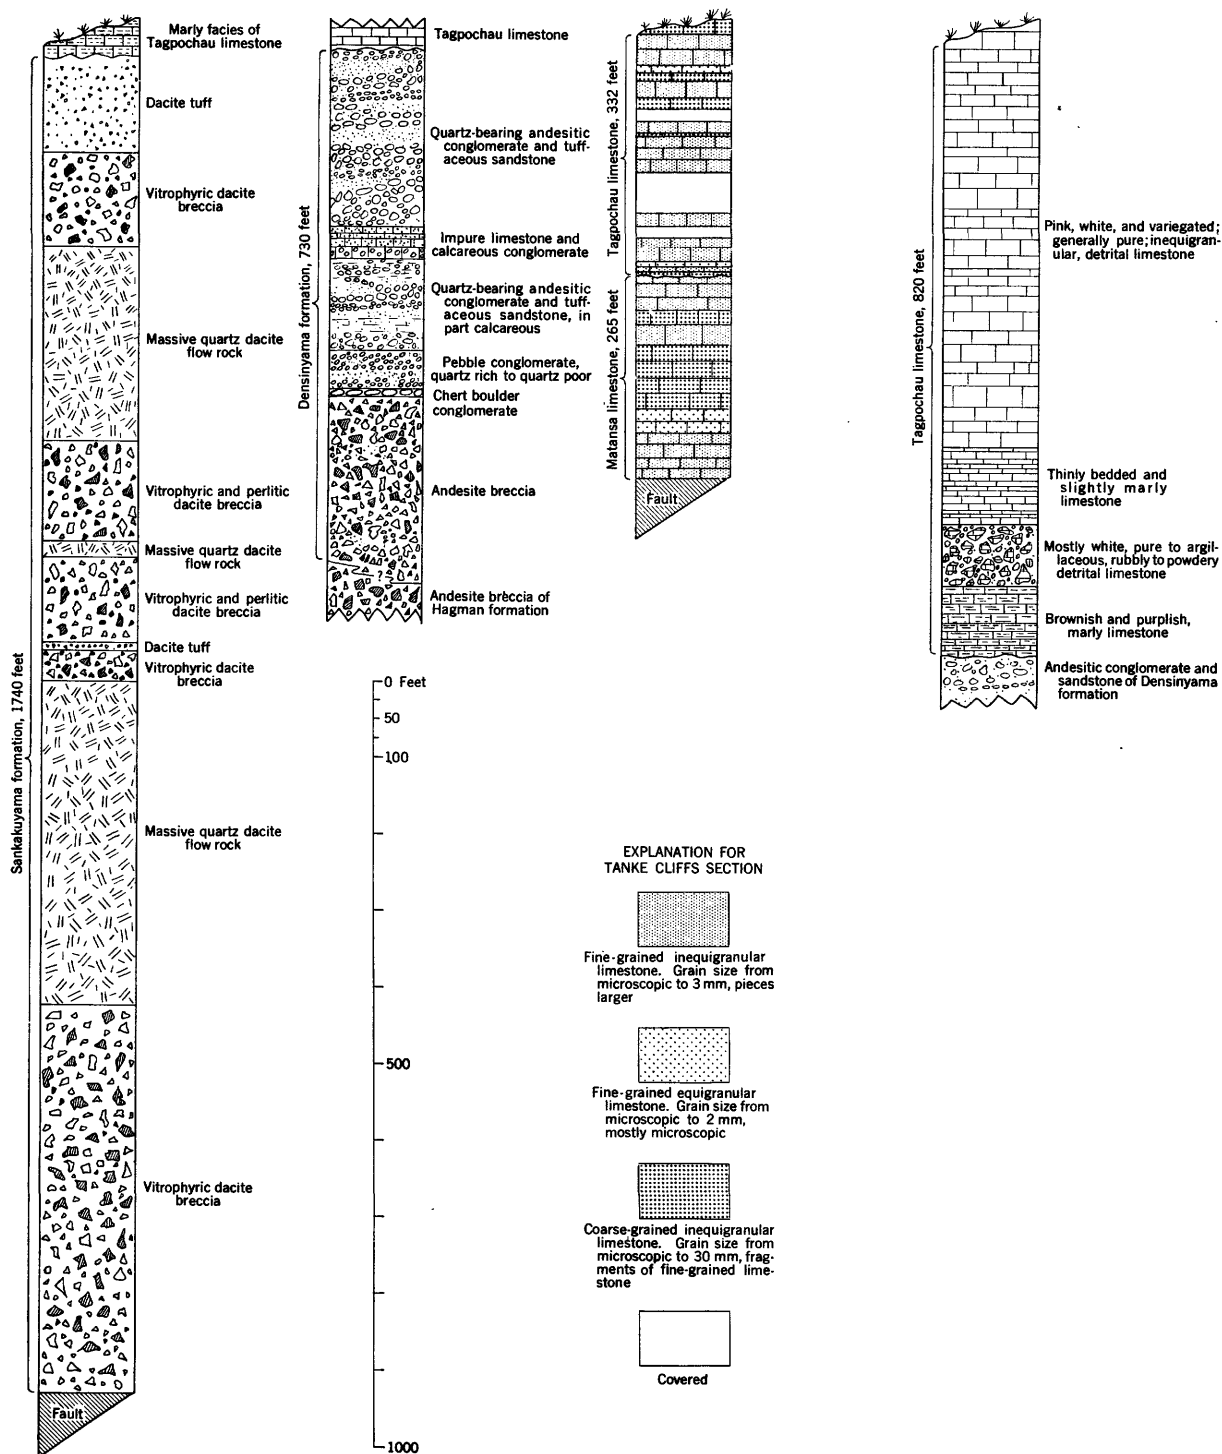 Marly facies of
Tagpochau limestone
Dacite tuff
Vitrophyric dacite
breccia
Massive quartz dacite
flow rock
Vitrophyric and perlitic
dacite breccia
Massive quartz dacite
flow rock
Vitrophyric and perlitic
dacite breccia
Dacite tuff
Vitrophyric dacite
breccia
Massive quartz dacite
flow rock
Vitrophyric dacite
breccia
Fault
Sankakuyama formation, 1740 feet
Tagpochau limestone
Quartz-bearing andesitic
conglomerate and tuff-
aceous sandstone
Impure limestone and
calcareous conglomerate
Quartz-bearing andesitic
conglomerate and tuff-
aceous sandstone, in
part calcareous
Pebble conglomerate,
quartz rich to quartz poor
Chert boulder
conglomerate
Andesite breccia
?
Andesite breccia of
Hagman formation
Densinyama formation, 730 feet
Tagpochau limestone, 332 feet
Matansa limestone, 265 feet
Fault
Tagpochau limestone, 820 feet
Pink, white, and variegated;
generally pure; inequigran-
ular, detrital limestone
Thinly bedded and
slightly marly
limestone
Mostly white, pure to argil-
laceous, rubbly to powdery
detrital limestone
Brownish and purplish,
marly limestone
Andesitic conglomerate and
sandstone of Densinyama
formation
0 Feet
50
100
500
1000
EXPLANATION FOR
TANKE CLIFFS SECTION
Fine-grained inequigranular
limestone. Grain size from
microscopic to 3 mm, pieces
larger
Fine-grained equigranular
limestone. Grain size from
microscopic to 2 mm,
mostly microscopic
Coarse-grained inequigranular
limestone. Grain size from
microscopic to 30 mm, frag-
ments of fine-grained lime-
stone
Covered